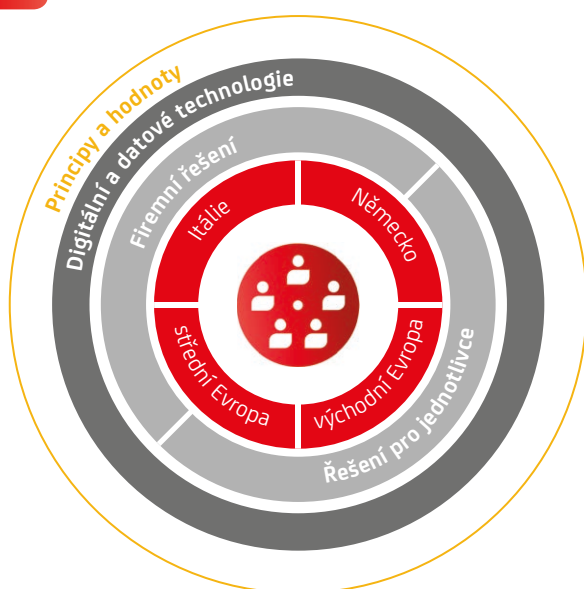 Principy a hodnoty
Digitální a datové technologie
Firemní řešení
Itálie
Německo
střední Evropa
východní Evropa
Řešení pro jednotlivce